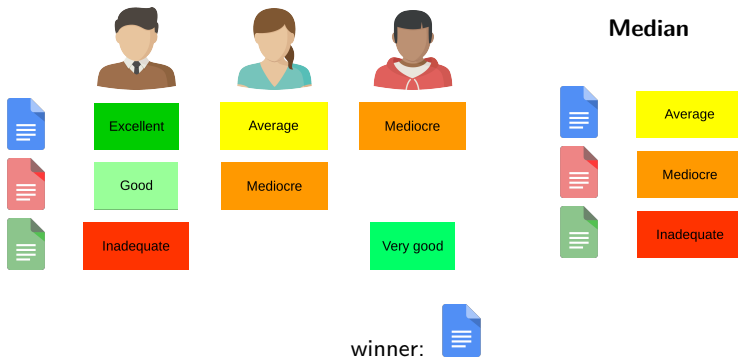 Median
Excellent Average Mediocre Average
Good Mediocre Mediocre
Inadequate Very good Inadequate
winner: